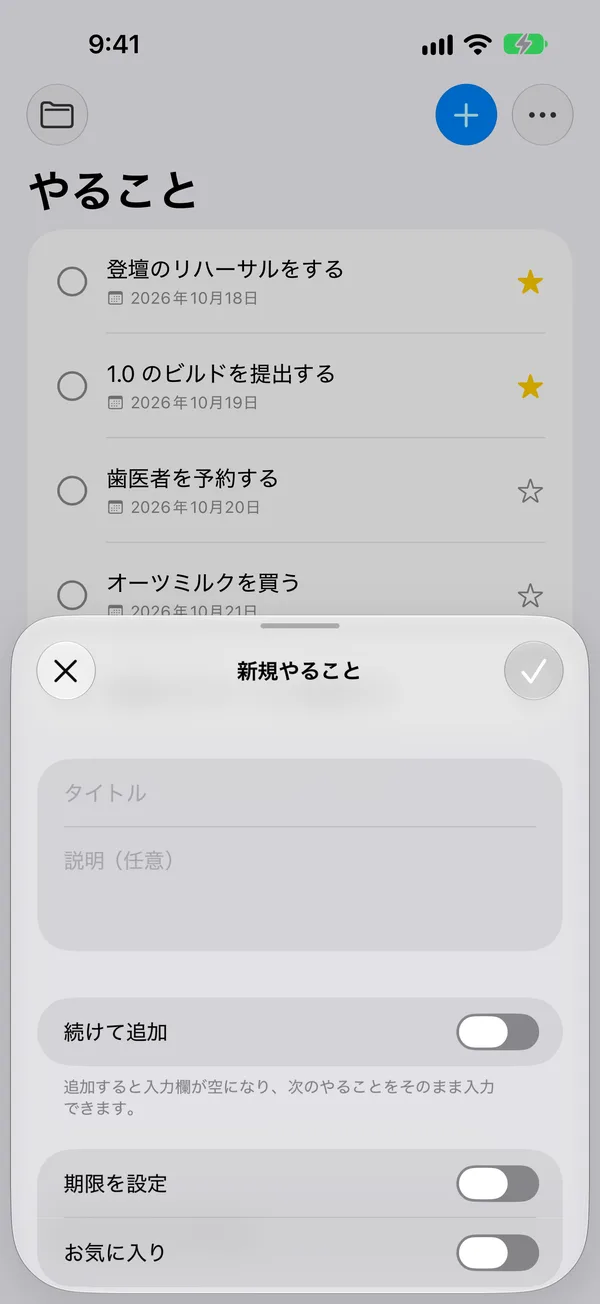 9:41
やること
登壇のリハーサルをする
2026年10月18日
1.0 のビルドを提出する
2026年10月19日
歯医者を予約する
2026年10月20日
オーツミルクを買う
2026年10月21日
新規やること
タイトル
説明（任意）
続けて追加
追加すると入力欄が空になり、次のやることをそのまま入力
できます。
期限を設定
お気に入り